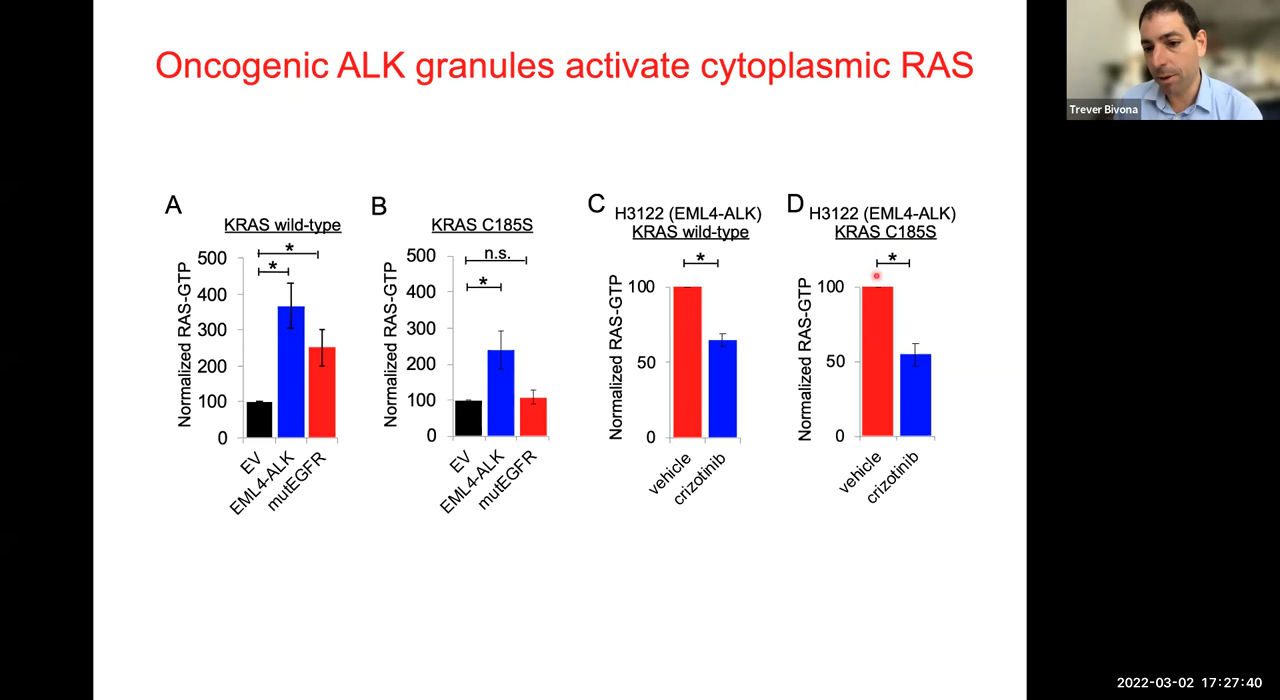 Oncogenic ALK granules activate cytoplasmic RAS
Trever Bivona
A
KRAS wild-type
Normalized RAS-GTP
500
400
300
200
100
0
*
*
EV
EML4-ALK
mutEGFR
B
KRAS C185S
Normalized RAS-GTP
500
400
300
200
100
0
n.s.
*
EV
EML4-ALK
mutEGFR
C
H3122 (EML4-ALK)
KRAS wild-type
Normalized RAS-GTP
100
50
0
*
vehicle
crizotinib
D
H3122 (EML4-ALK)
KRAS C185S
Normalized RAS-GTP
100
50
0
*
vehicle
crizotinib
2022-03-02 17:27:40